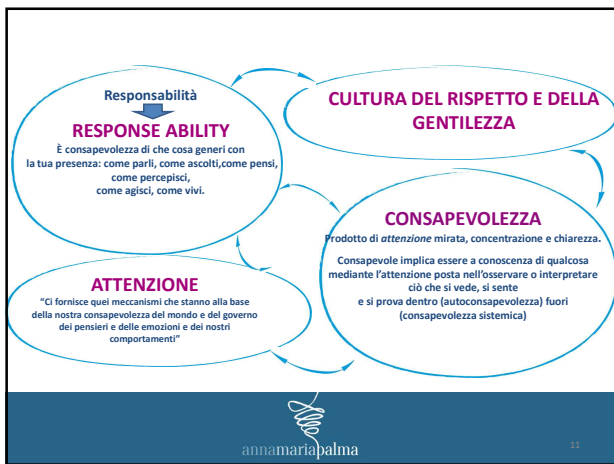 Responsabilità
RESPONSE ABILITY
È consapevolezza di che cosa generi con
la tua presenza: come parli, come ascolti,come pensi,
come percepisci,
come agisci, come vivi.
CULTURA DEL RISPETTO E DELLA
GENTILEZZA
CONSAPEVOLEZZA
Prodotto di attenzione mirata, concentrazione e chiarezza.
Consapevole implica essere a conoscenza di qualcosa
mediante l'attenzione posta nell'osservare o interpretare
ciò che si vede, si sente
e si prova dentro (autoconsapevolezza) fuori
(consapevolezza sistemica)
ATTENZIONE
"Ci fornisce quei meccanismi che stanno alla base
della nostra consapevolezza del mondo e del governo
dei pensieri e delle emozioni e dei nostri
comportamenti"
annamariapalma
11